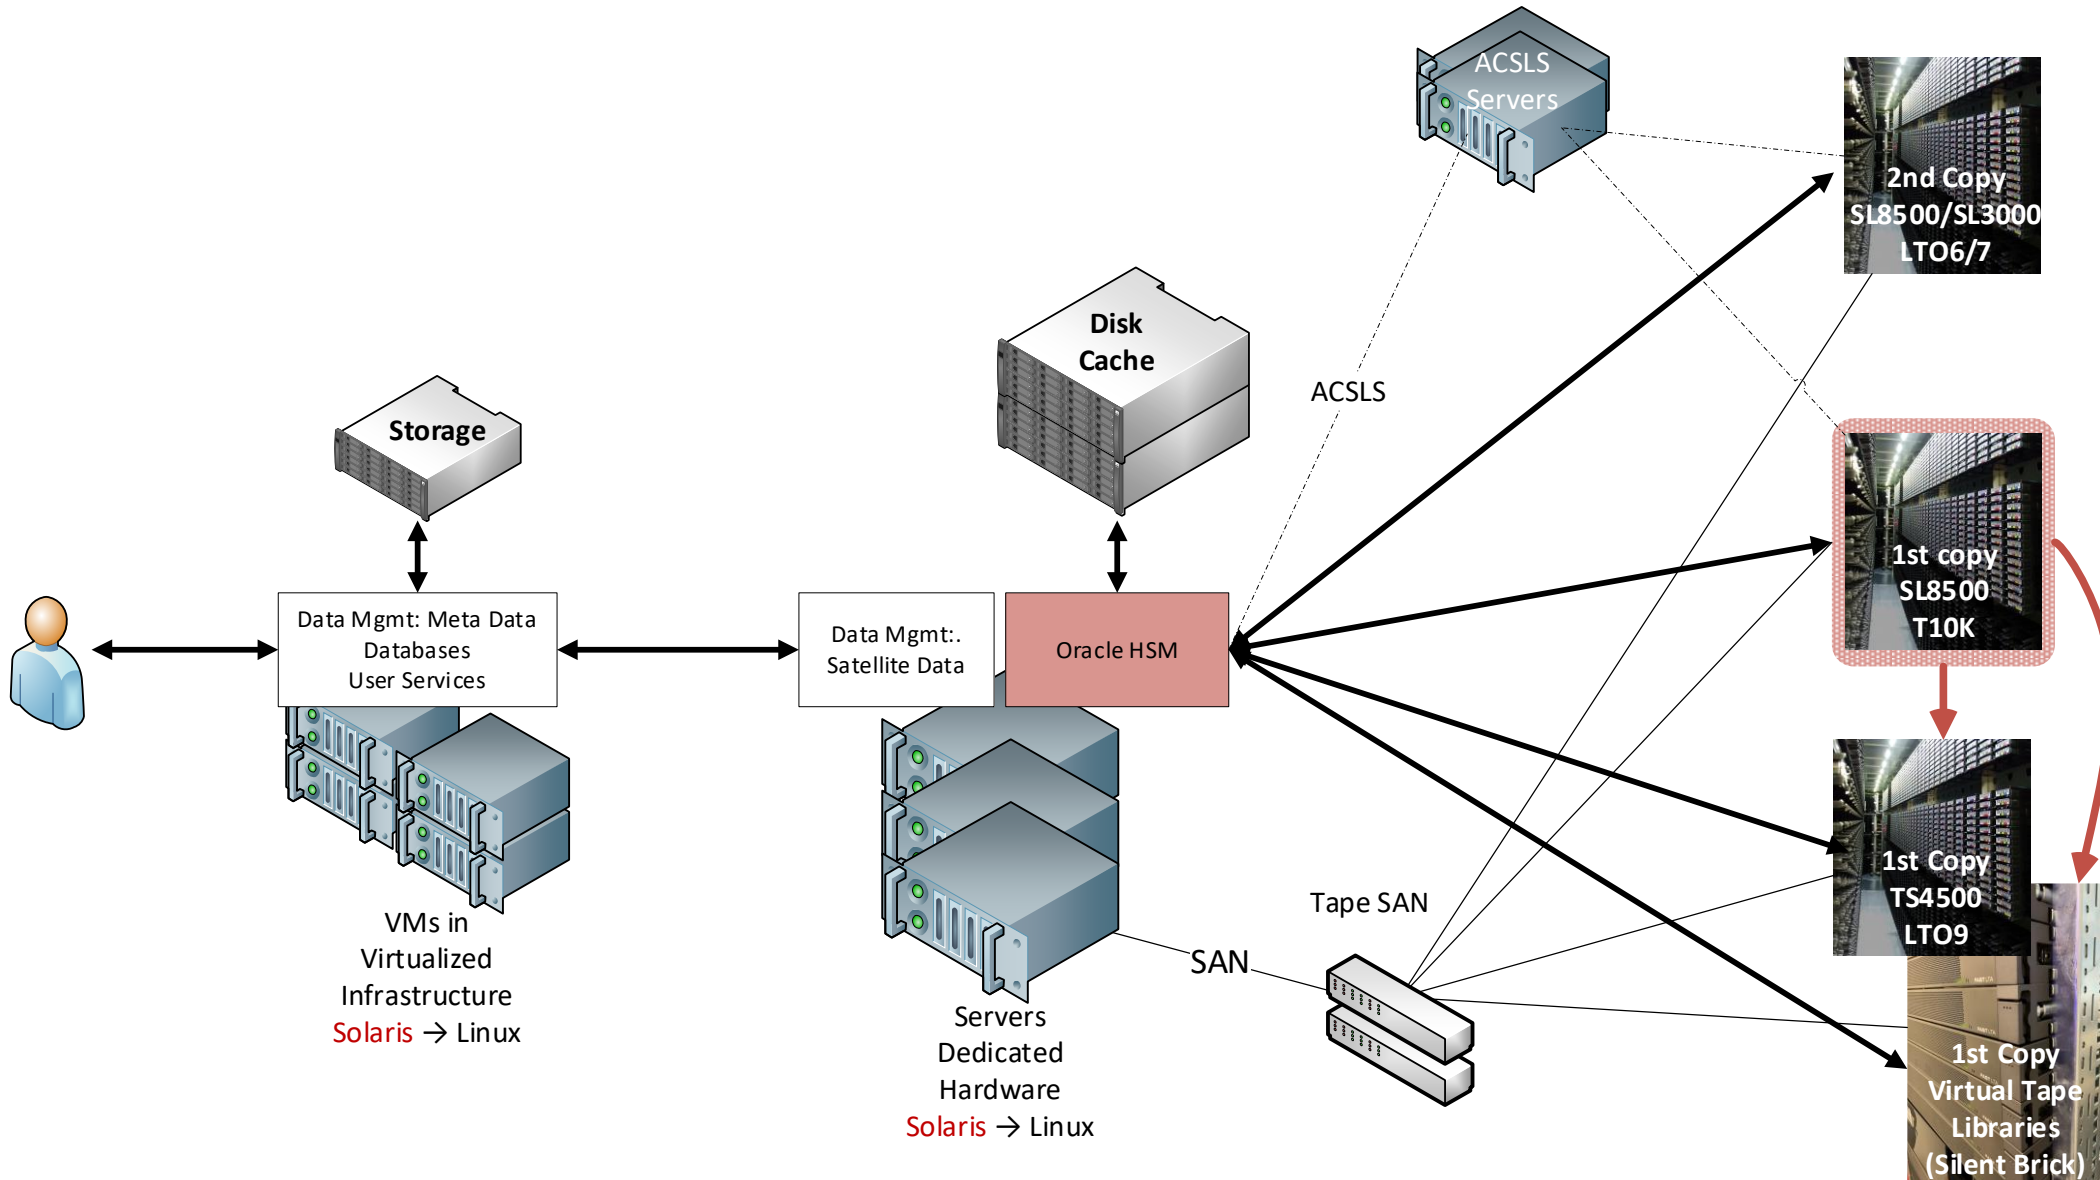 ACSLS
Servers
2nd Copy
SL8500/SL3000
LTO6/7
Disk
Cache
ACSLS
Storage
1st copy
SL8500
T10K
Data Mgmt: Meta Data
Databases
User Services
Data Mgmt:.
Satellite Data
Oracle HSM
1st Copy
TS4500
LTO9
VMs in
Virtualized
Infrastructure
Solaris → Linux
Tape SAN
SAN
Servers
Dedicated
Hardware
Solaris → Linux
1st Copy
Virtual Tape
Libraries
(Silent Brick)